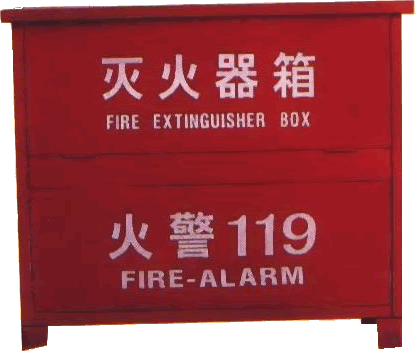 灭火器箱
FIRE EXTINGUISHER BOX
火警119
FIRE-ALARM